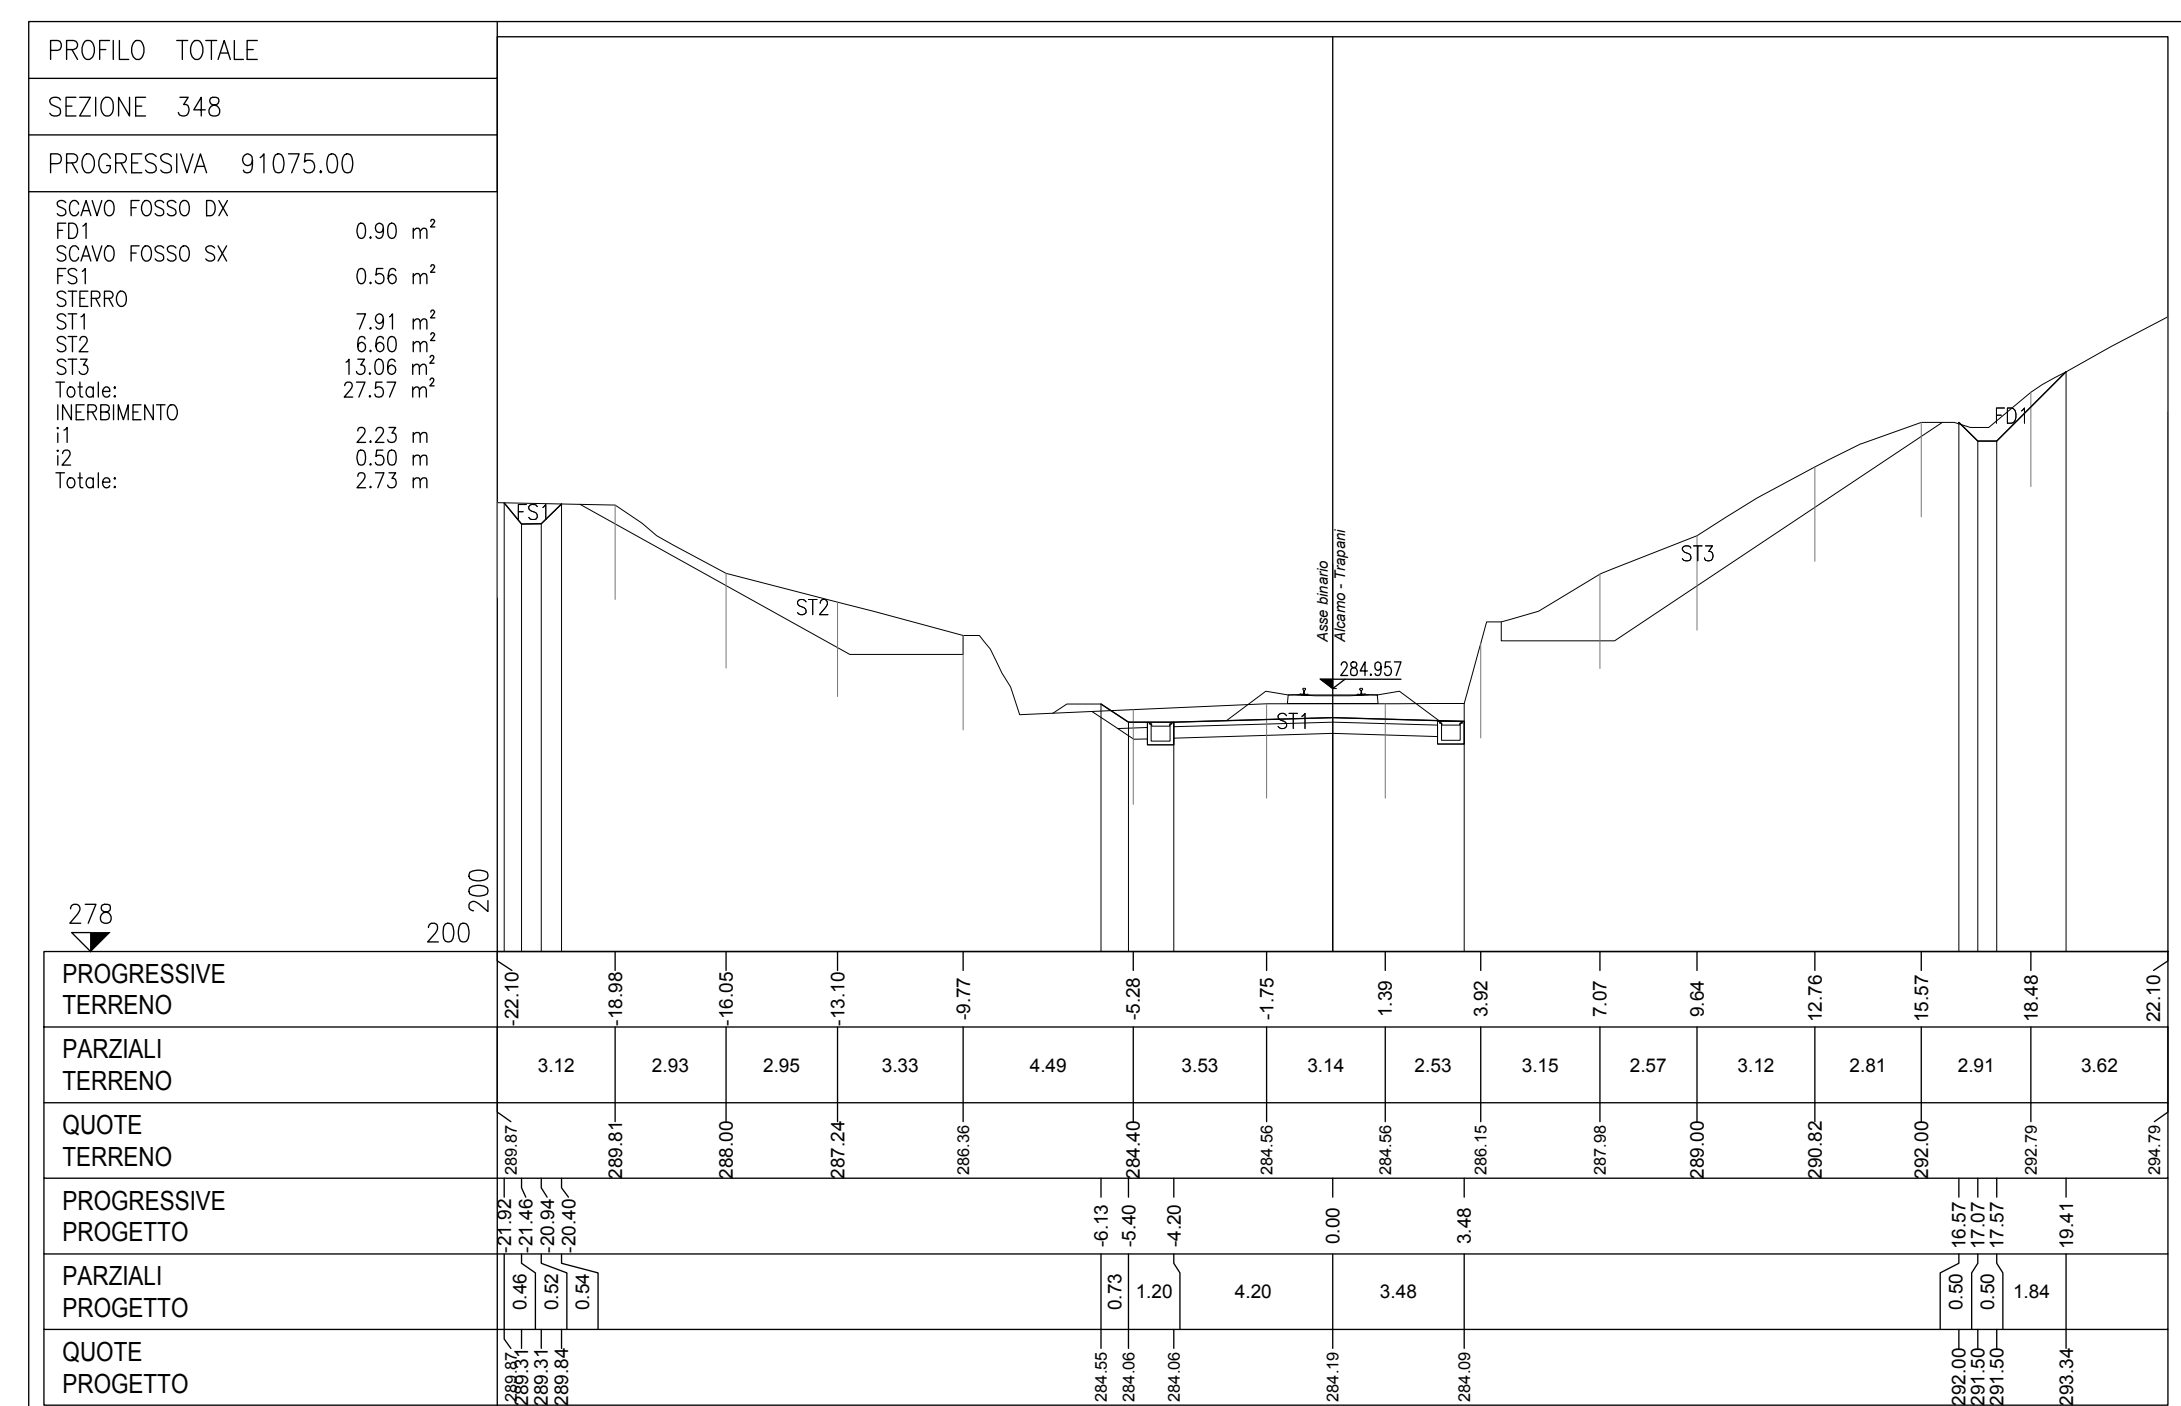 PROFILO TOTALE
SEZIONE 348
PROGRESSIVA 91075.00
SCAVO FOSSO DX
FD1 0.90 m²
SCAVO FOSSO SX
FS1 0.56 m²
STERRO
ST1 7.91 m²
ST2 6.60 m²
ST3 13.06 m²
Totale: 27.57 m²
INERBIMENTO
i1 2.23 m
i2 0.50 m
Totale: 2.73 m
FS1
ST2
ST1
ST3
FD1
Asse binario
Alcamo - Trapani
284.957
278
200
200
PROGRESSIVE
TERRENO
-22.10 -18.98 -16.05 -13.10 -9.77 -5.28 -1.75 1.39 3.92 7.07 9.64 12.76 15.57 18.48 22.10
PARZIALI
TERRENO
3.12 2.93 2.95 3.33 4.49 3.53 3.14 2.53 3.15 2.57 3.12 2.81 2.91 3.62
QUOTE
TERRENO
289.87 289.81 288.00 287.24 286.36 284.40 284.56 284.56 286.15 287.98 289.00 290.82 292.00 292.79 294.79
PROGRESSIVE
PROGETTO
-21.92 -21.46 -20.94 -20.40 -6.13 -5.40 -4.20 0.00 3.48 16.57 17.07 17.57 19.41
PARZIALI
PROGETTO
0.46 0.52 0.54 0.73 1.20 4.20 3.48 0.50 0.50 1.84
QUOTE
PROGETTO
289.87 289.31 289.31 289.84 284.55 284.06 284.06 284.19 284.09 292.00 291.50 291.50 293.34